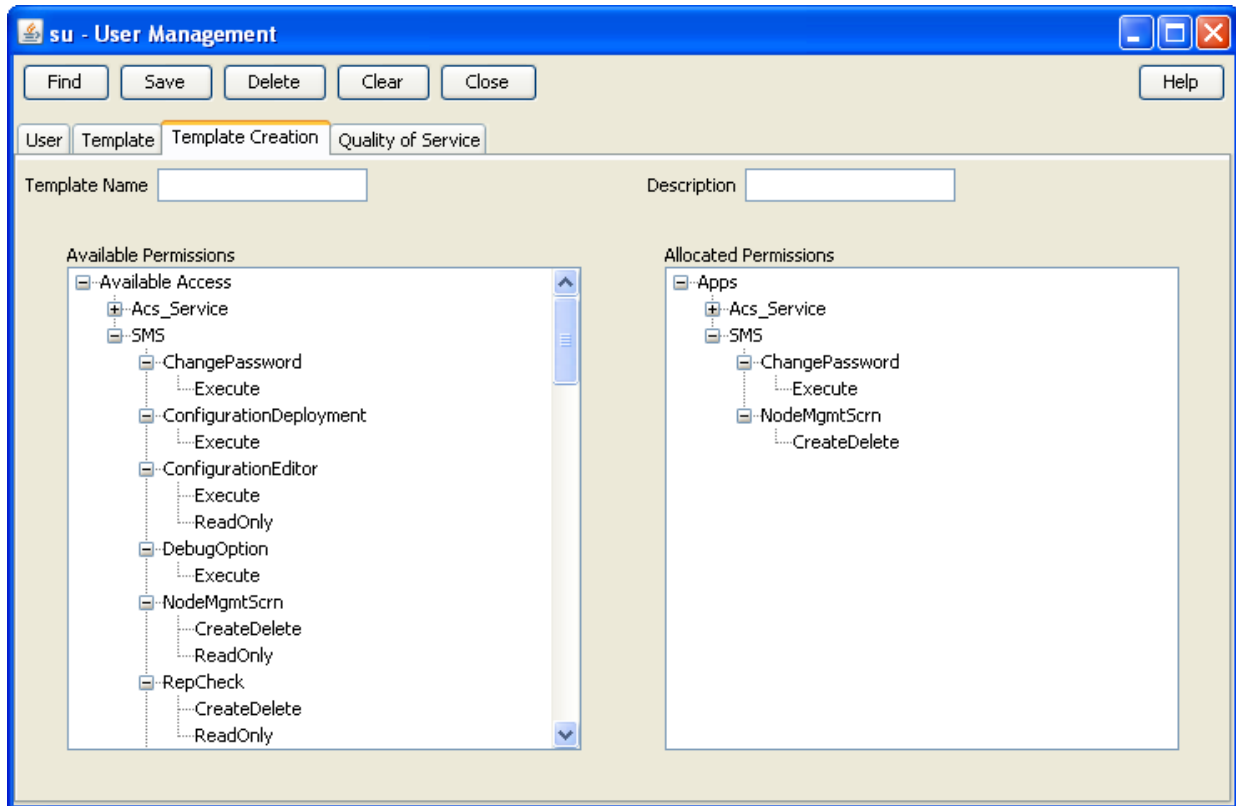 su - User Management
Find Save Delete Clear Close Help
User Template Template Creation Quality of Service
Template Name Description
Available Permissions
Available Access
Acs_Service
SMS
ChangePassword
Execute
ConfigurationDeployment
Execute
ConfigurationEditor
Execute
ReadOnly
DebugOption
Execute
NodeMgmtScrn
CreateDelete
ReadOnly
RepCheck
CreateDelete
ReadOnly
Allocated Permissions
Apps
Acs_Service
SMS
ChangePassword
Execute
NodeMgmtScrn
CreateDelete